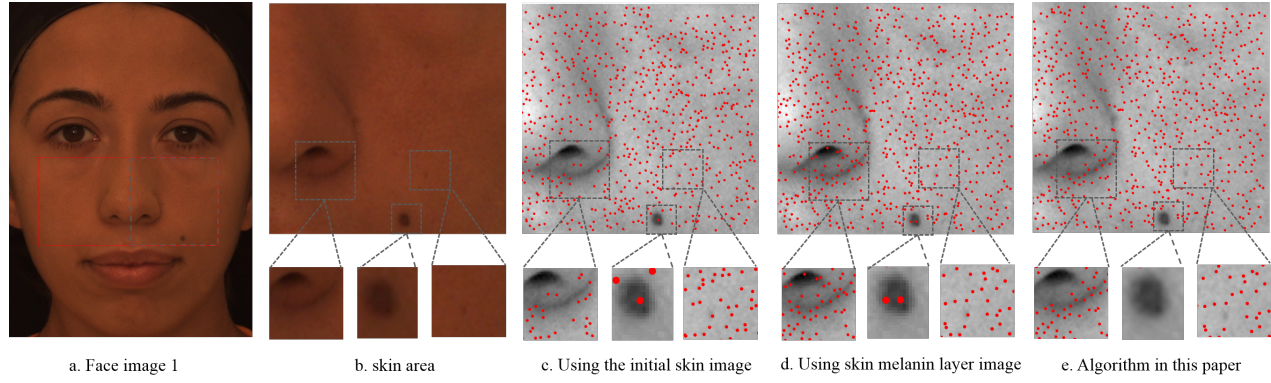 a. Face image 1
b. skin area
c. Using the initial skin image
d. Using skin melanin layer image
e. Algorithm in this paper